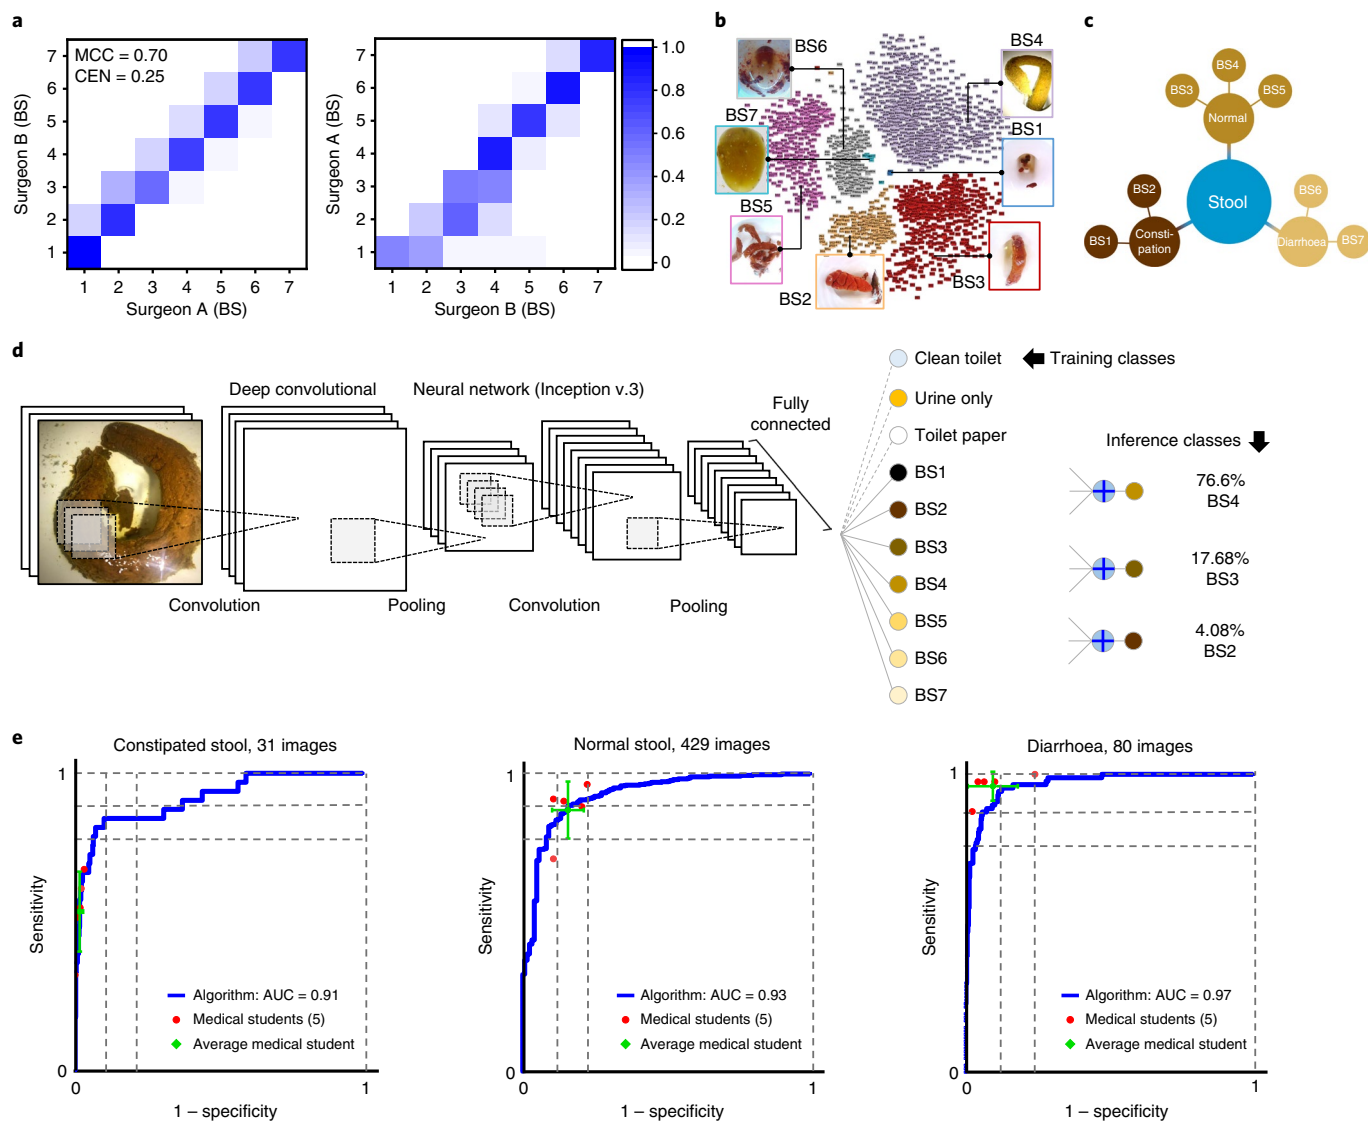 a
MCC = 0.70
CEN = 0.25
7
6
5
4
3
2
1
Surgeon B (BS)
1 2 3 4 5 6 7
Surgeon A (BS)
7
6
5
4
3
2
1
Surgeon A (BS)
1 2 3 4 5 6 7
Surgeon B (BS)
1.0
0.8
0.6
0.4
0.2
0
b
BS6
BS4
BS7
BS1
BS5
BS2
BS3
c
BS4
BS3
BS5
Normal
BS2
BS6
Stool
BS1
Consti-
pation
Diarrhoea
BS7
d
Deep convolutional
Neural network (Inception v.3)
Fully
connected
Convolution
Pooling
Convolution
Pooling
Clean toilet
Training classes
Urine only
Toilet paper
BS1
BS2
BS3
BS4
BS5
BS6
BS7
Inference classes
76.6%
BS4
17.68%
BS3
4.08%
BS2
e
Constipated stool, 31 images
1
Sensitivity
0
Algorithm: AUC = 0.91
Medical students (5)
Average medical student
0
1
1 – specificity
Normal stool, 429 images
1
Sensitivity
0
Algorithm: AUC = 0.93
Medical students (5)
Average medical student
0
1
1 – specificity
Diarrhoea, 80 images
1
Sensitivity
0
Algorithm: AUC = 0.97
Medical students (5)
Average medical student
0
1
1 – specificity